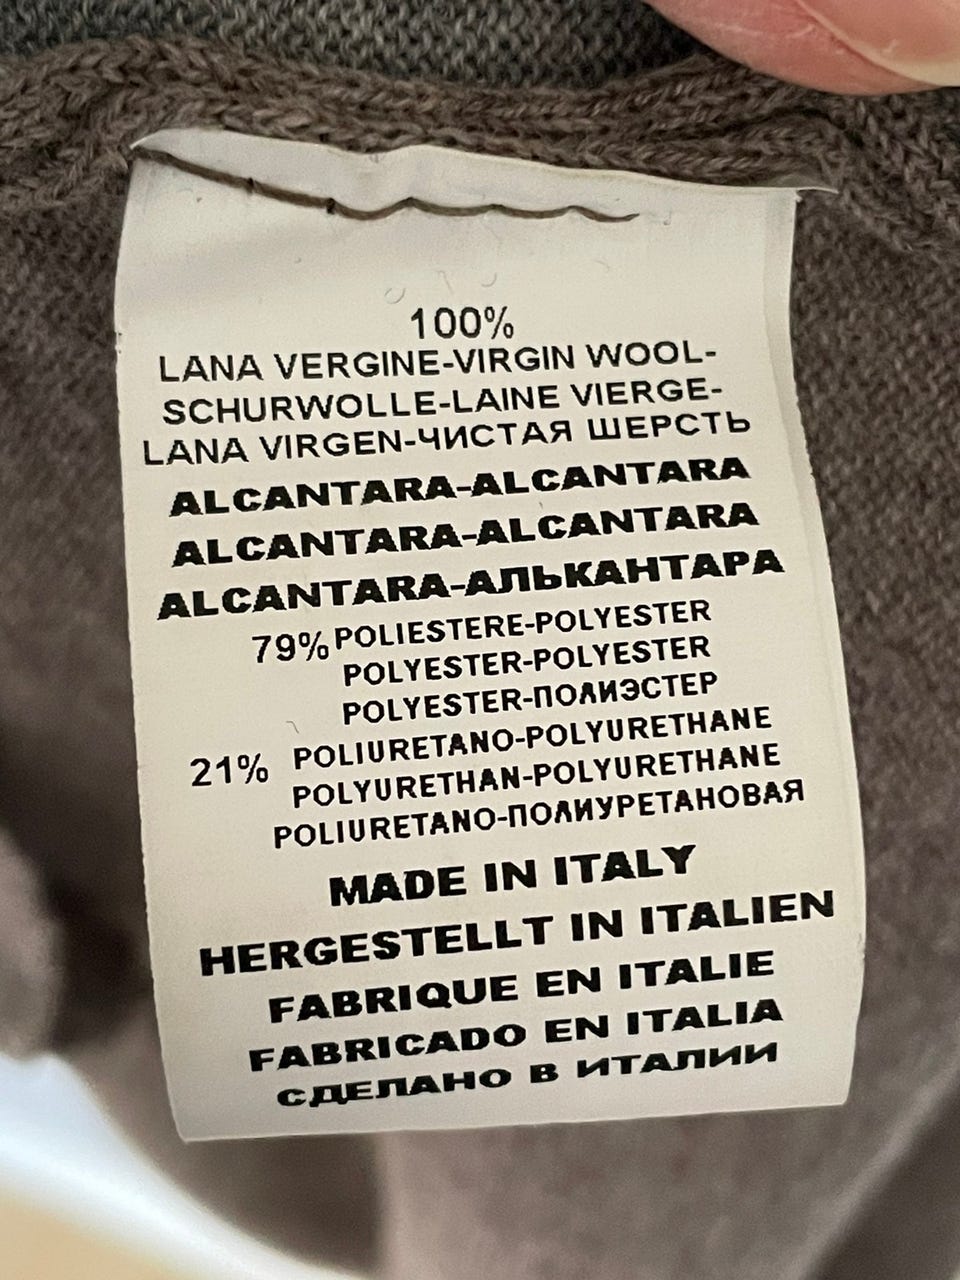 100%
LANA VERGINE-VIRGIN WOOL-
SCHURWOLLE-LAINE VIERGE-
LANA VIRGEN-ЧИСТАЯ ШЕРСТЬ
ALCANTARA-ALCANTARA
ALCANTARA-ALCANTARA
ALCANTARA-АЛЬКАНТАРА
79% POLIESTERE-POLYESTER
POLYESTER-POLYESTER
POLYESTER-ПОЛИЭСТЕР
21% POLIURETANO-POLYURETHANE
POLYURETHAN-POLYURETHANE
POLIURETANO-ПОЛИУРЕТАНОВАЯ
MADE IN ITALY
HERGESTELLT IN ITALIEN
FABRIQUE EN ITALIE
FABRICADO EN ITALIA
СДЕЛАНО В ИТАЛИИ